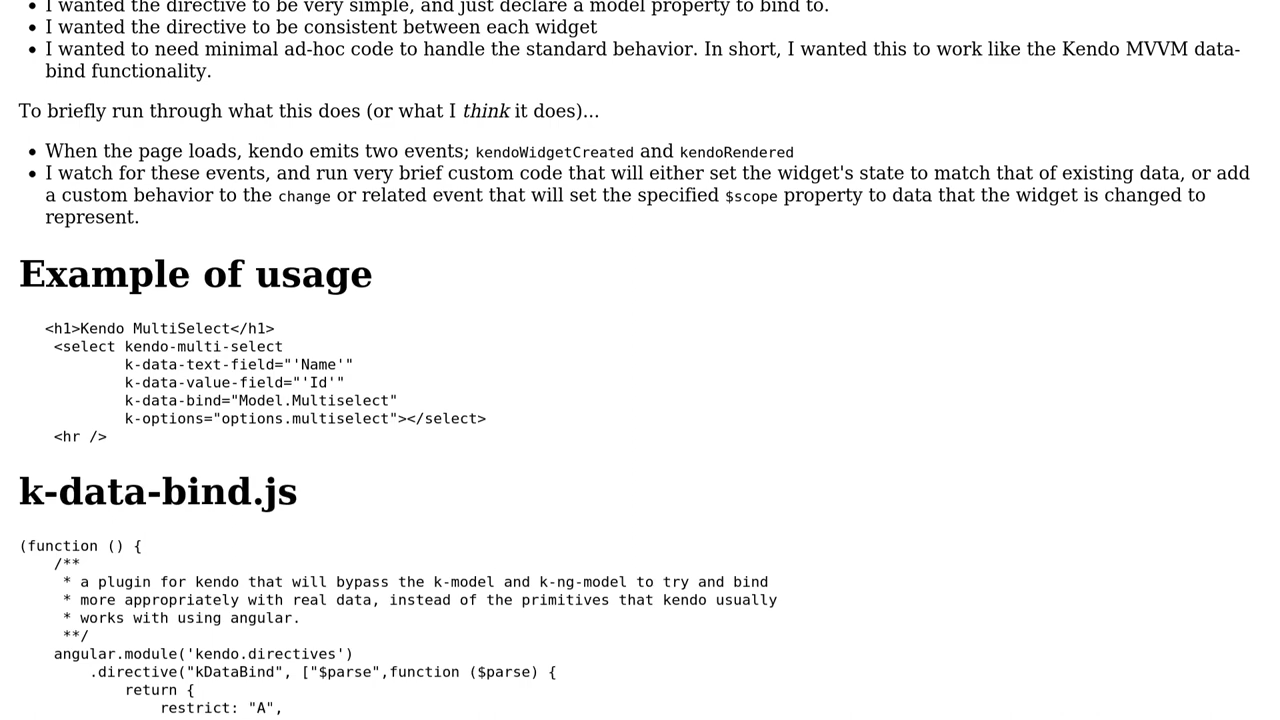 • I wanted the directive to be very simple, and just declare a model property to bind to.
• I wanted the directive to be consistent between each widget
• I wanted to need minimal ad-hoc code to handle the standard behavior. In short, I wanted this to work like the Kendo MVVM data-
bind functionality.
To briefly run through what this does (or what I think it does)...
• When the page loads, kendo emits two events; kendoWidgetCreated and kendoRendered
• I watch for these events, and run very brief custom code that will either set the widget's state to match that of existing data, or add
a custom behavior to the change or related event that will set the specified $scope property to data that the widget is changed to
represent.
Example of usage
<h1>Kendo MultiSelect</h1>
<select kendo-multi-select
k-data-text-field="'Name'"
k-data-value-field="'Id'"
k-data-bind="Model.Multiselect"
k-options="options.multiselect"></select>
<hr />
k-data-bind.js
(function () {
/**
* a plugin for kendo that will bypass the k-model and k-ng-model to try and bind
* more appropriately with real data, instead of the primitives that kendo usually
* works with using angular.
**/
angular.module('kendo.directives')
.directive("kDataBind", ["$parse",function ($parse) {
return {
restrict: "A",